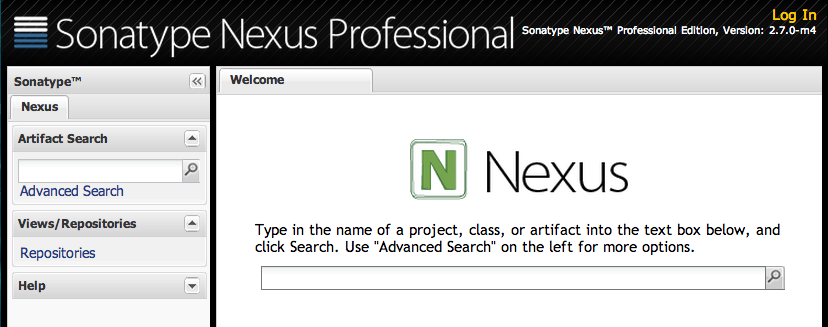 Sonatype Nexus Professional
Log In
Sonatype Nexus™ Professional Edition, Version: 2.7.0-m4
Sonatype™
Nexus
Artifact Search
Advanced Search
Views/Repositories
Repositories
Help
Welcome
N Nexus
Type in the name of a project, class, or artifact into the text box below, and
click Search. Use "Advanced Search" on the left for more options.